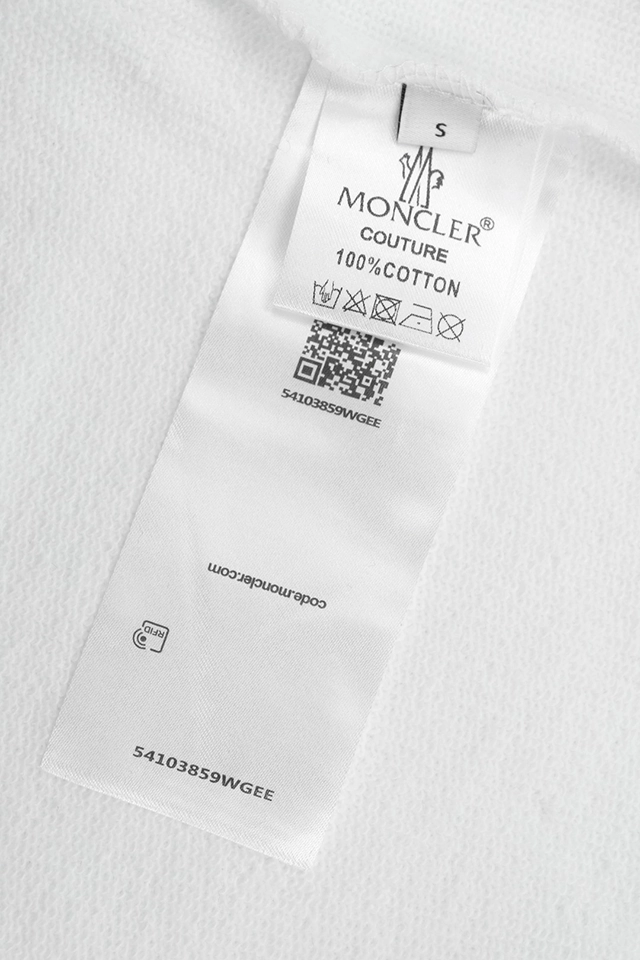 S
MONCLER®
COUTURE
100%COTTON
54103859WGEE
code.moncler.com
RFID
54103859WGEE